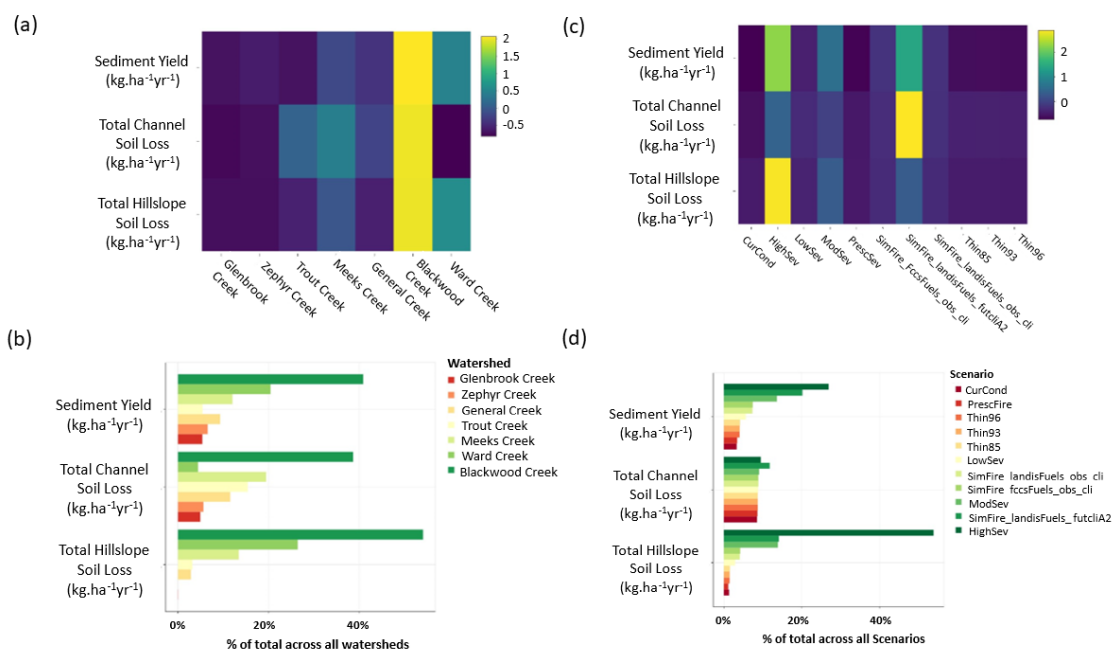 (a)
Sediment Yield
(kg.ha⁻¹yr⁻¹)
Total Channel
Soil Loss
(kg.ha⁻¹yr⁻¹)
Total Hillslope
Soil Loss
(kg.ha⁻¹yr⁻¹)
2
1.5
1
0.5
0
-0.5
Glenbrook
Creek
Zephyr Creek
Trout Creek
Meeks Creek
General Creek
Blackwood
Creek
Ward Creek
(c)
Sediment Yield
(kg.ha⁻¹yr⁻¹)
Total Channel
Soil Loss
(kg.ha⁻¹yr⁻¹)
Total Hillslope
Soil Loss
(kg.ha⁻¹yr⁻¹)
2
1
0
CurCond
HighSev
LowSev
ModSev
PrescSev
SimFire_FccsFuels_obs_cli
SimFire_landisFuels_futcliA2
SimFire_landisFuels_obs_cli
Thin85
Thin93
Thin96
(b)
Sediment Yield
(kg.ha⁻¹yr⁻¹)
Total Channel
Soil Loss
(kg.ha⁻¹yr⁻¹)
Total Hillslope
Soil Loss
(kg.ha⁻¹yr⁻¹)
0%
20%
40%
% of total across all watersheds
Watershed
Glenbrook Creek
Zephyr Creek
General Creek
Trout Creek
Meeks Creek
Ward Creek
Blackwood Creek
(d)
Sediment Yield
(kg.ha⁻¹yr⁻¹)
Total Channel
Soil Loss
(kg.ha⁻¹yr⁻¹)
Total Hillslope
Soil Loss
(kg.ha⁻¹yr⁻¹)
0%
20%
40%
% of total across all Scenarios
Scenario
CurCond
PrescFire
Thin96
Thin93
Thin85
LowSev
SimFire_landisFuels_obs_cli
SimFire_fccsFuels_obs_cli
ModSev
SimFire_landisFuels_futcliA2
HighSev